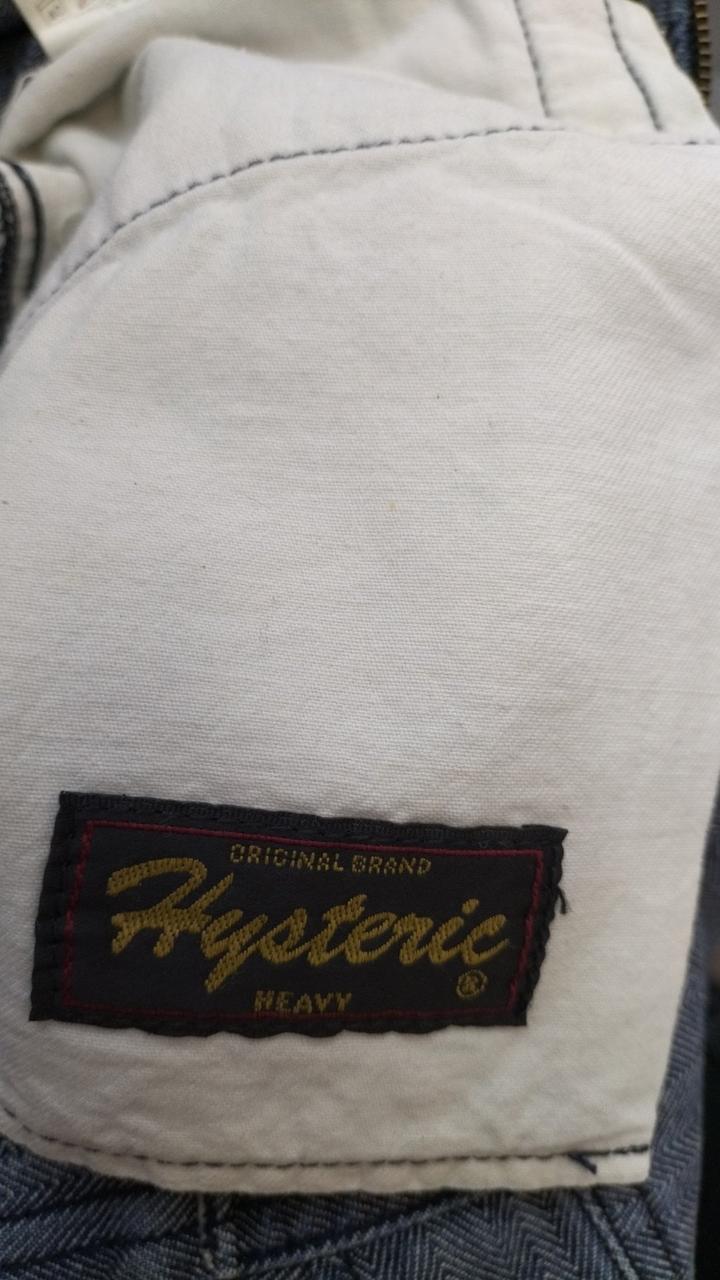 ORIGINAL BRAND
Hysteric
®
HEAVY